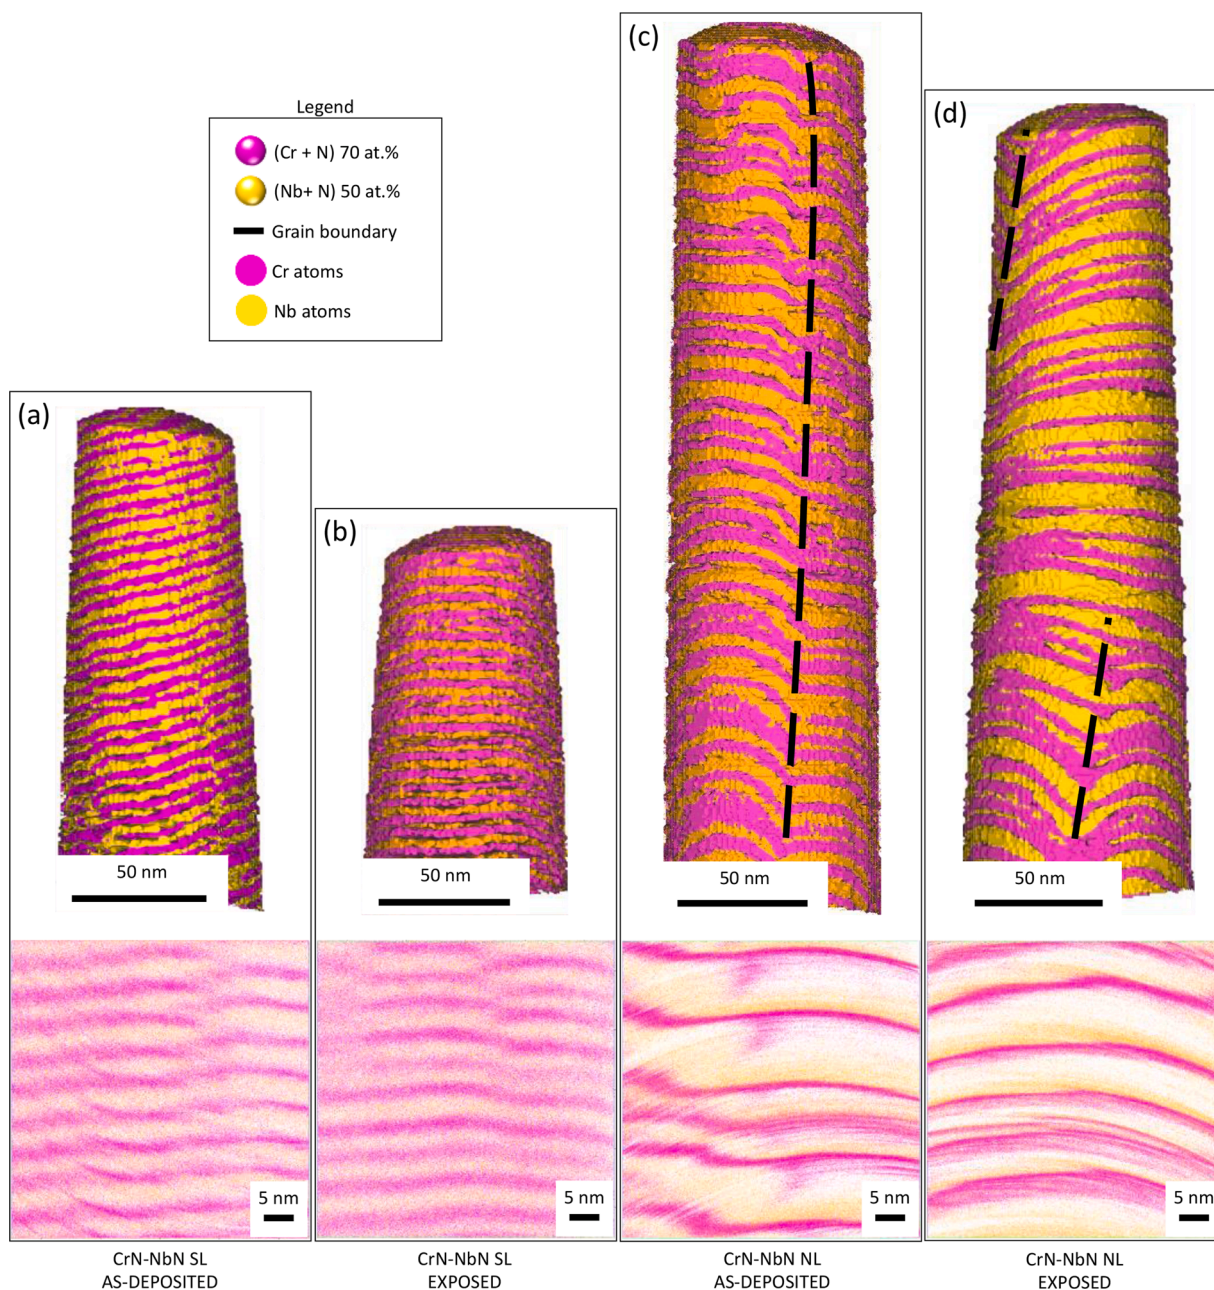 Legend
(Cr + N) 70 at.%
(Nb+ N) 50 at.%
Grain boundary
Cr atoms
Nb atoms
(a)
50 nm
5 nm
CrN-NbN SL
AS-DEPOSITED
(b)
50 nm
5 nm
CrN-NbN SL
EXPOSED
(c)
50 nm
5 nm
CrN-NbN NL
AS-DEPOSITED
(d)
50 nm
5 nm
CrN-NbN NL
EXPOSED